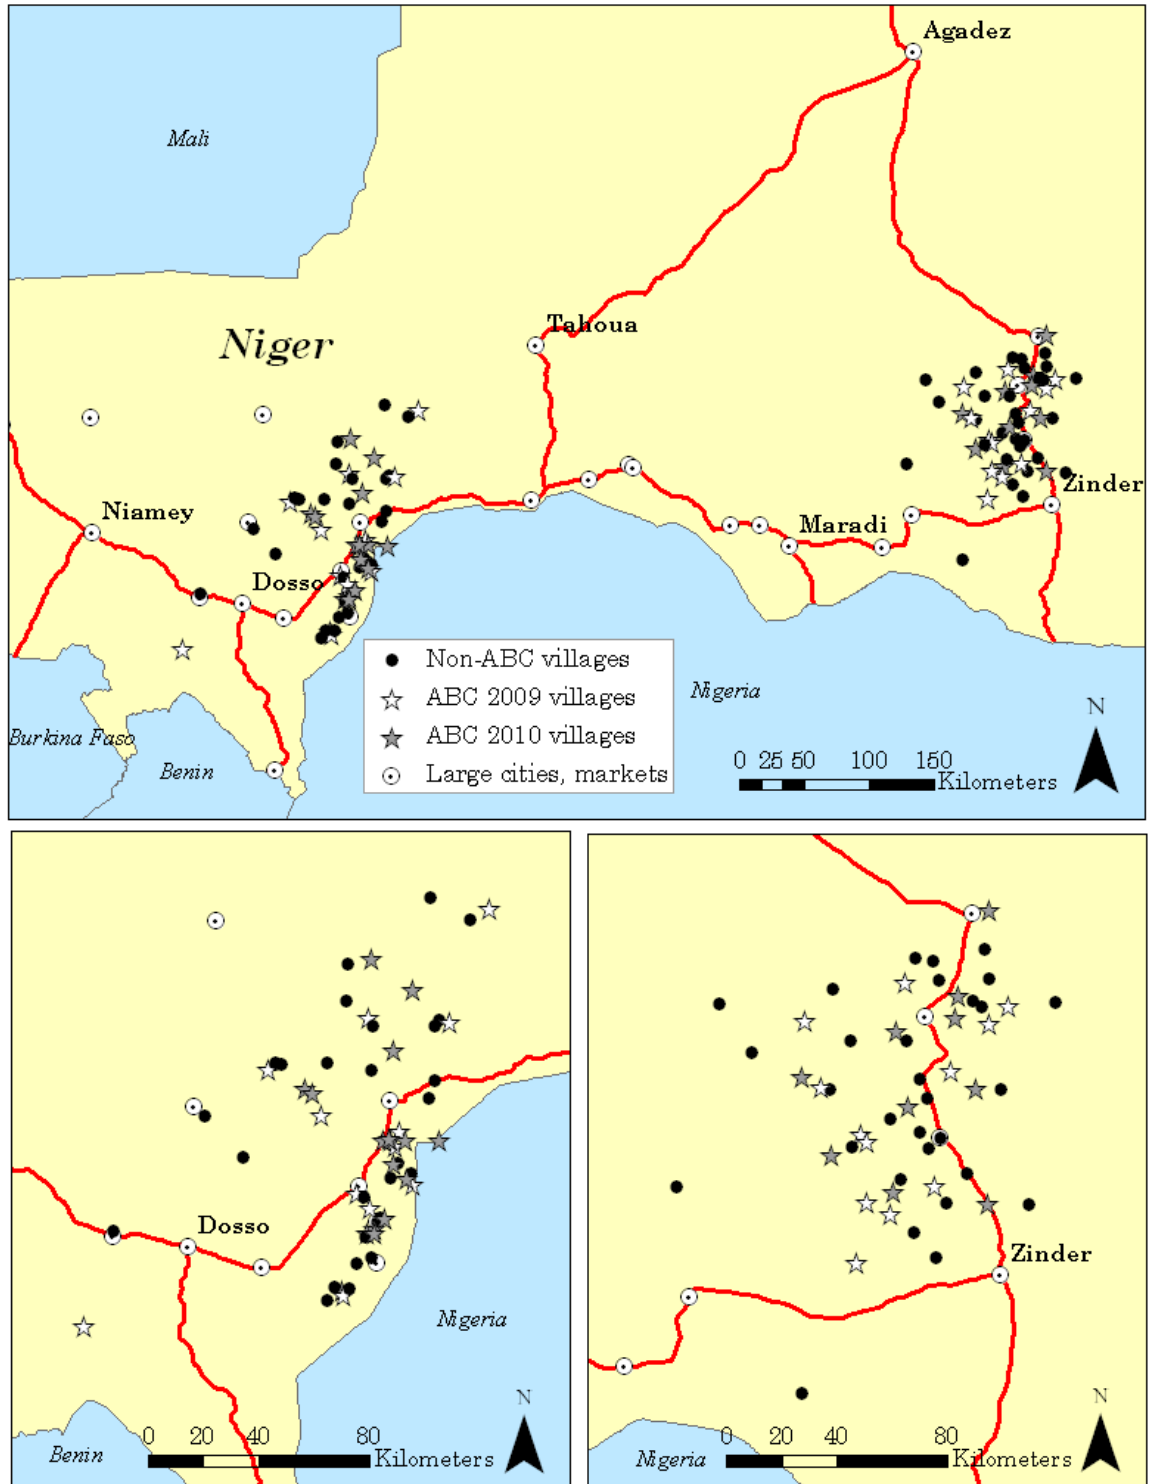 Agadez
Mali
Tahoua
Niger
Zinder
Niamey
Maradi
Dosso
Non-ABC villages
ABC 2009 villages
ABC 2010 villages
Large cities, markets
Nigeria
N
Burkina Faso
Benin
0 25 50 100 150
Kilometers
Dosso
Nigeria
N
0 20 40 80
Kilometers
Benin
Zinder
N
0 20 40 80
Kilometers
Nigeria